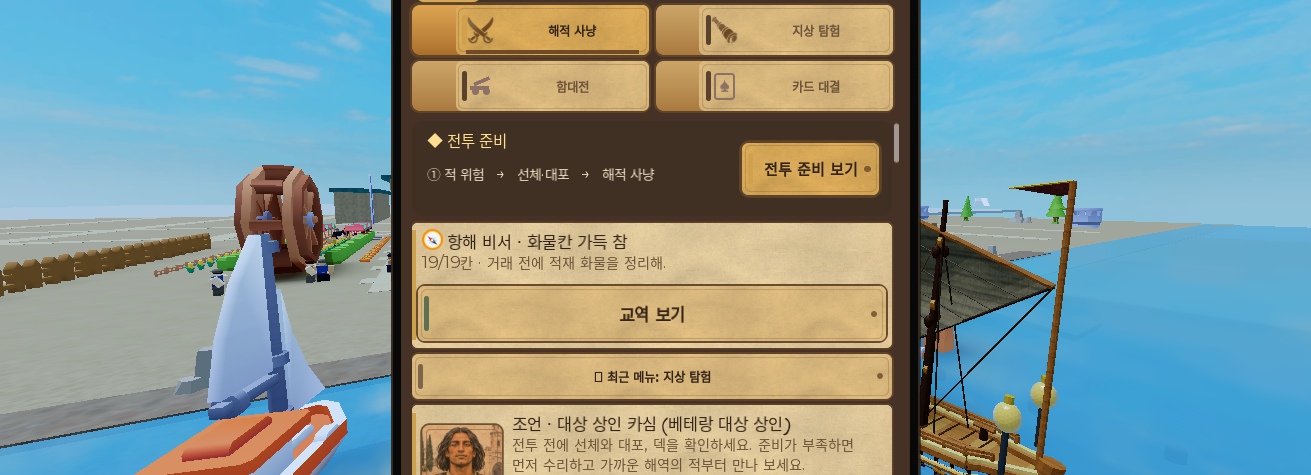 해적 사냥
지상 탐험
함대전
카드 대결
◆ 전투 준비
① 적 위험 → 선체·대포 → 해적 사냥
전투 준비 보기
항해 비서 · 화물칸 가득 참
19/19칸 · 거래 전에 적재 화물을 정리해.
교역 보기
최근 메뉴: 지상 탐험
조언 · 대상 상인 카심 (베테랑 대상 상인)
전투 전에 선체와 대포, 덱을 확인하세요. 준비가 부족하면
먼저 수리하고 가까운 해역의 적부터 만나 보세요.